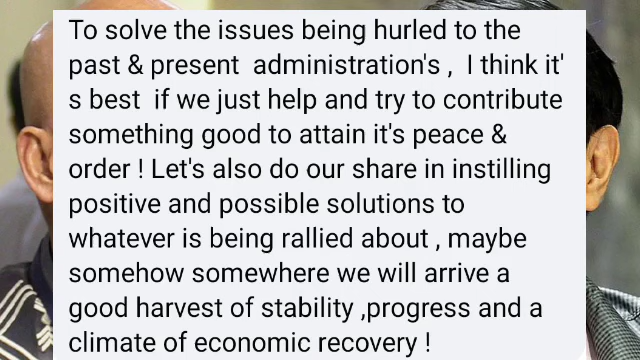 To solve the issues being hurled to the
past & present  administration's ,  I think it'
s best  if we just help and try to contribute
something good to attain it's peace &
order ! Let's also do our share in instilling
positive and possible solutions to
whatever is being rallied about , maybe
somehow somewhere we will arrive a
good harvest of stability ,progress and a
climate of economic recovery !